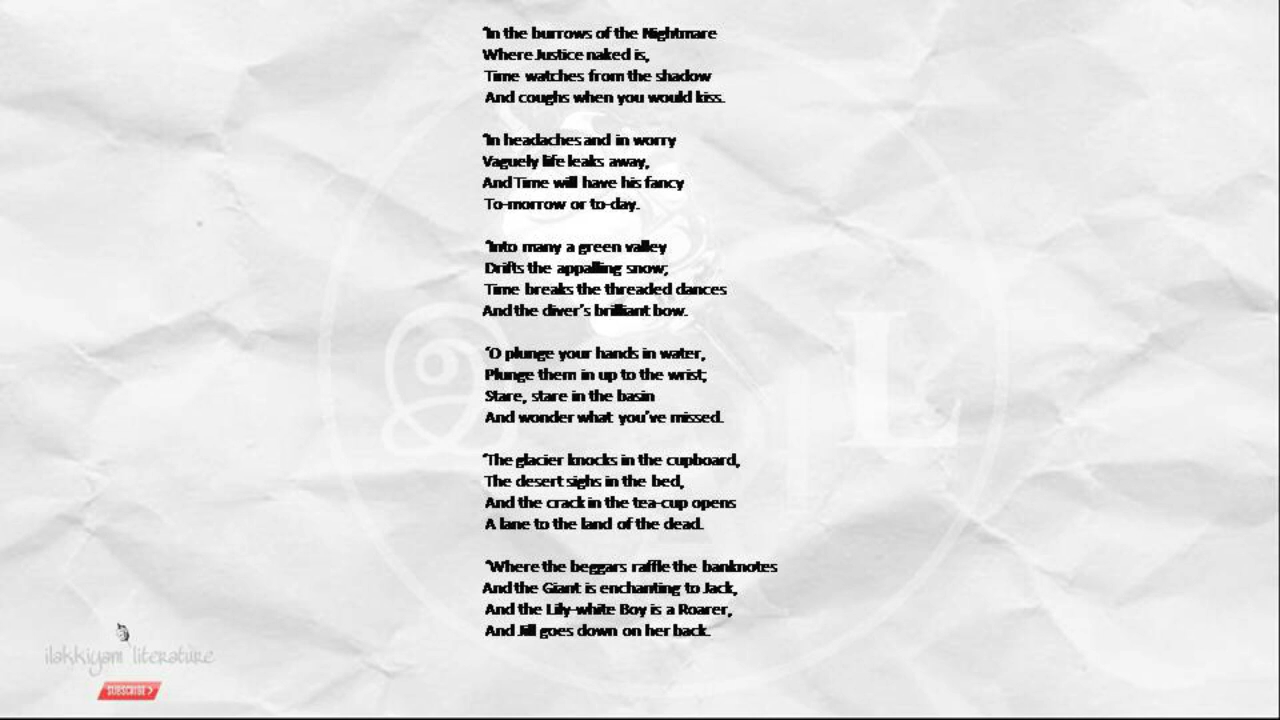 ‘In the burrows of the Nightmare
Where Justice naked is,
Time watches from the shadow
And coughs when you would kiss.
‘In headaches and in worry
Vaguely life leaks away,
And Time will have his fancy
To-morrow or to-day.
‘Into many a green valley
Drifts the appalling snow;
Time breaks the threaded dances
And the diver’s brilliant bow.
‘O plunge your hands in water,
Plunge them in up to the wrist;
Stare, stare in the basin
And wonder what you’ve missed.
‘The glacier knocks in the cupboard,
The desert sighs in the bed,
And the crack in the tea-cup opens
A lane to the land of the dead.
‘Where the beggars raffle the banknotes
And the Giant is enchanting to Jack,
And the Lily-white Boy is a Roarer,
And Jill goes down on her back.
இ L
ilakkiyam literature
SUBSCRIBE >